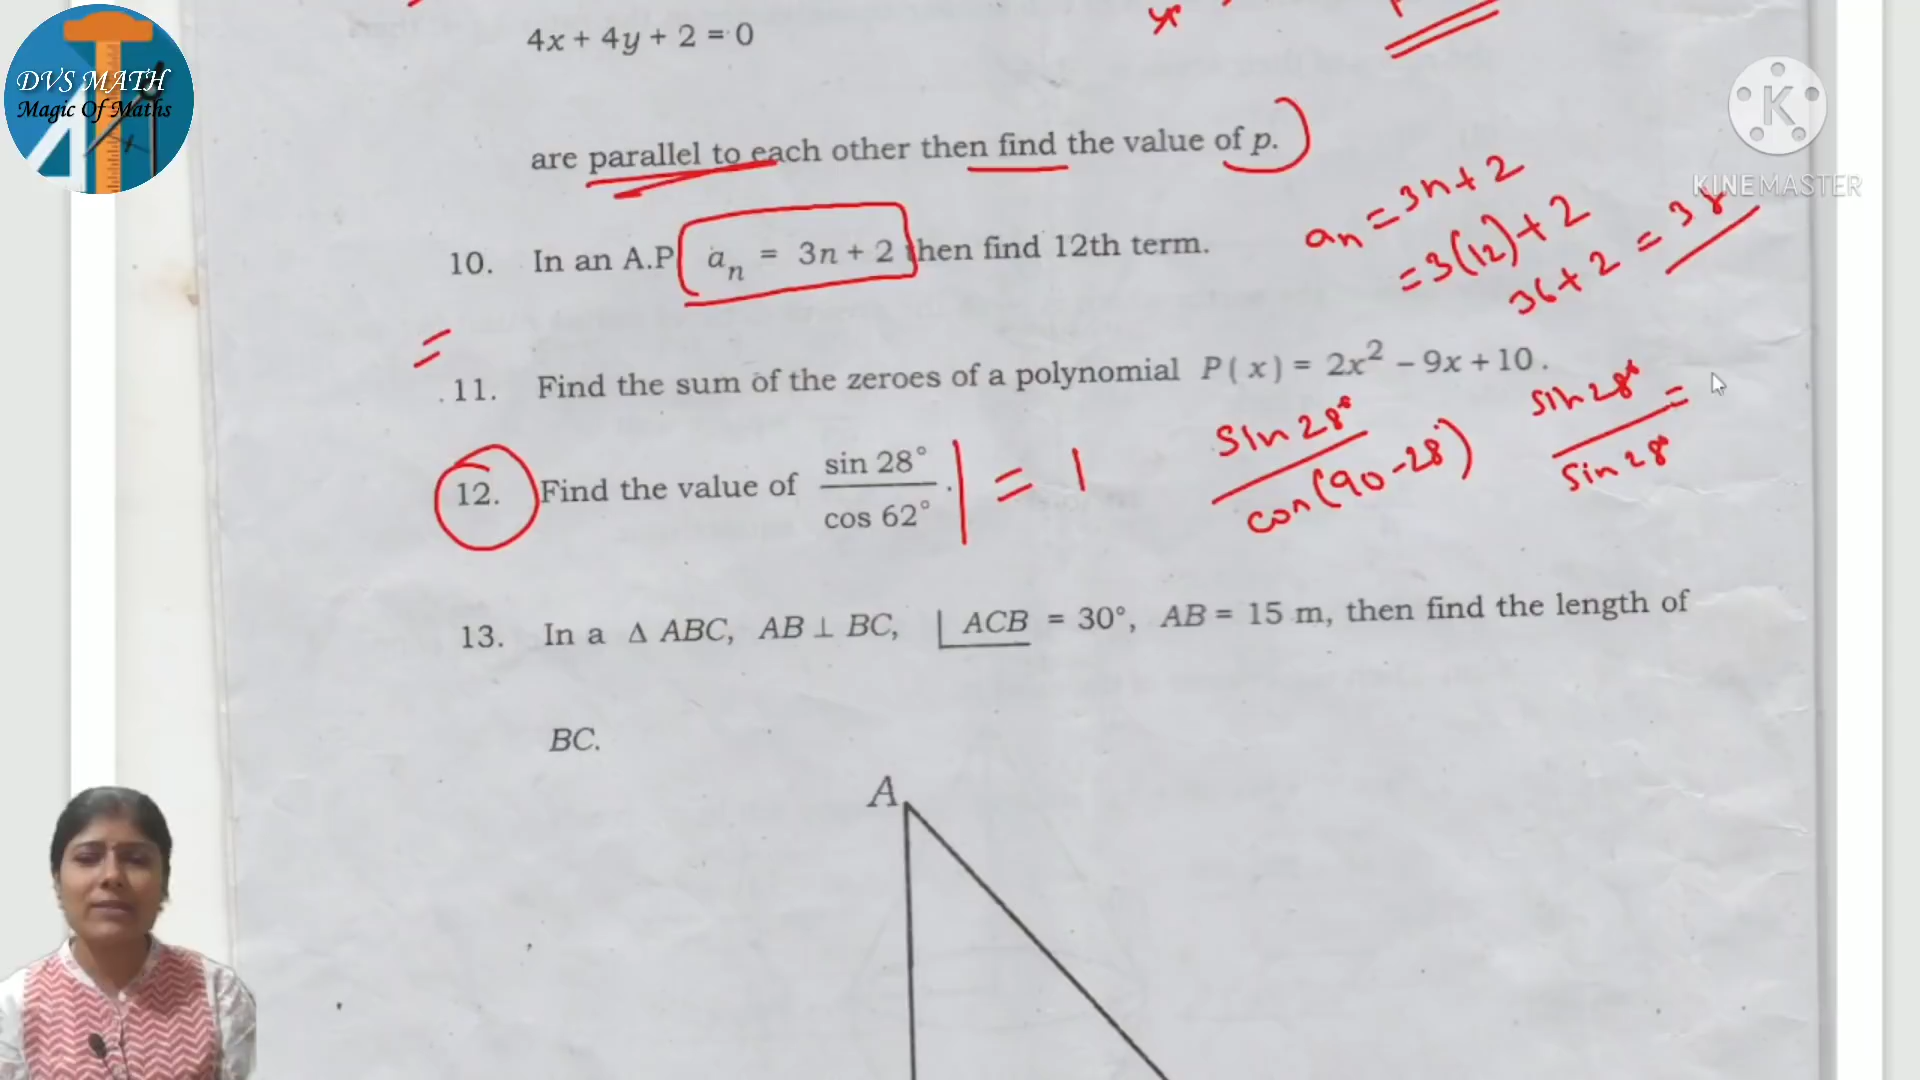 DVS MATH
Magic Of Maths
K
KINEMASTER
4x + 4y + 2 = 0
are parallel to each other then find the value of p.
10. In an A.P a_n = 3n + 2 then find 12th term.
an = 3n + 2
= 3(12) + 2
36 + 2 = 38
=
11. Find the sum of the zeroes of a polynomial P( x ) = 2x² – 9x + 10 .
12. Find the value of sin 28° / cos 62° . = 1
sin 28° / con(90-28)
sin 28° / sin 28° =
13. In a Δ ABC, AB ⊥ BC, ∠ACB = 30°, AB = 15 m, then find the length of
BC.
A